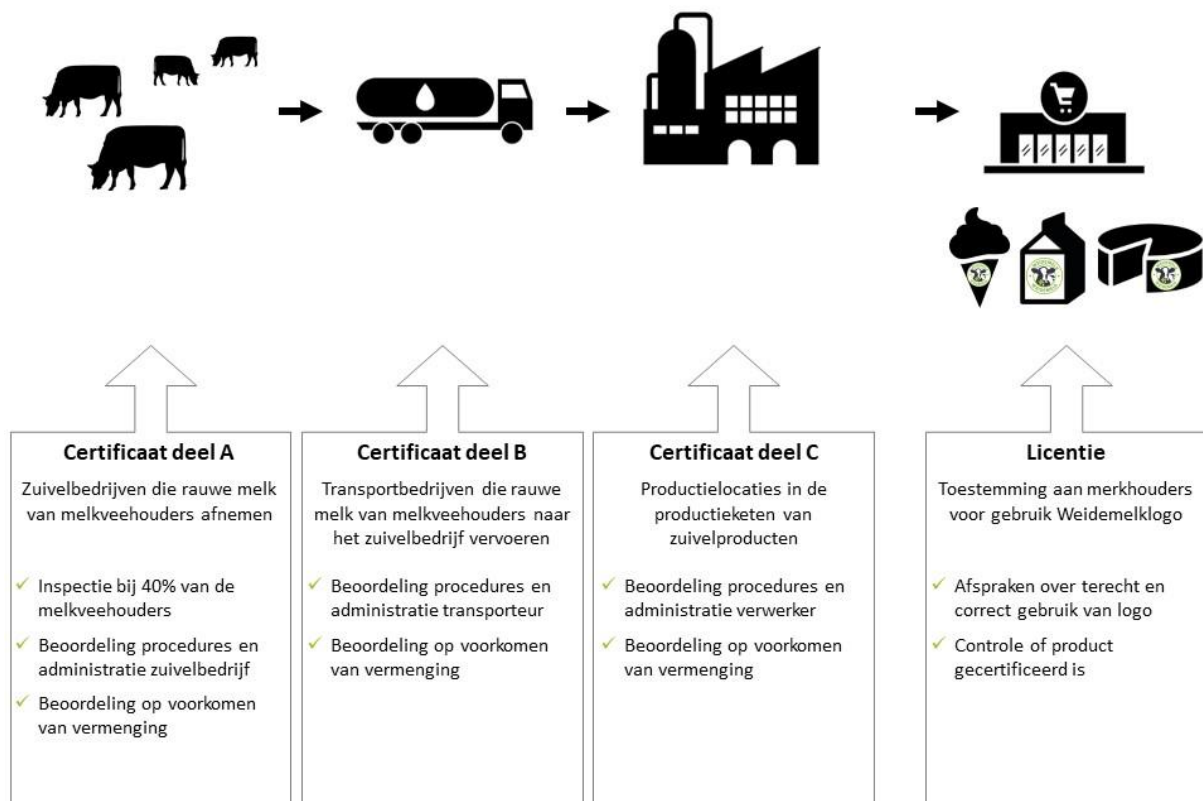 Certificaat deel A
Zuivelbedrijven die rauwe melk
van melkveehouders afnemen
✓ Inspectie bij 40% van de
melkveehouders
✓ Beoordeling procedures en
administratie zuivelbedrijf
✓ Beoordeling op voorkomen
van vermenging
Certificaat deel B
Transportbedrijven die rauwe
melk van melkveehouders naar
het zuivelbedrijf vervoeren
✓ Beoordeling procedures en
administratie transporteur
✓ Beoordeling op voorkomen
van vermenging
Certificaat deel C
Productielocaties in de
productieketen van
zuivelproducten
✓ Beoordeling procedures en
administratie verwerker
✓ Beoordeling op voorkomen
van vermenging
Licentie
Toestemming aan merkhouders
voor gebruik Weidemelklogo
✓ Afspraken over terecht en
correct gebruik van logo
✓ Controle of product
gecertificeerd is